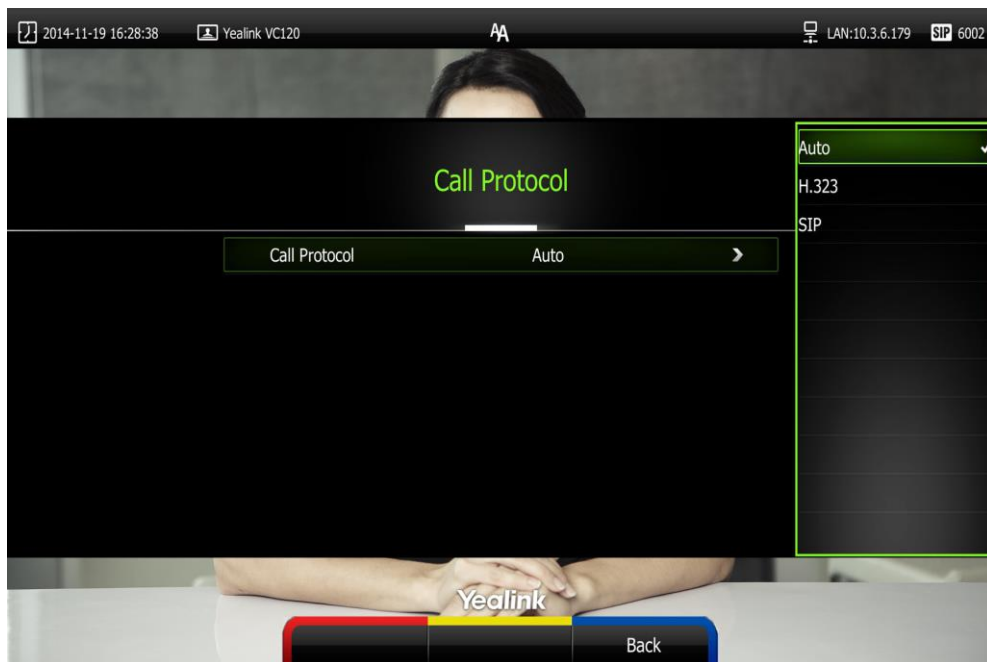 2014-11-19 16:28:38 Yealink VC120 AA LAN:10.3.6.179 SIP 6002
Call Protocol
Call Protocol Auto
Auto
H.323
SIP
Yealink
Back